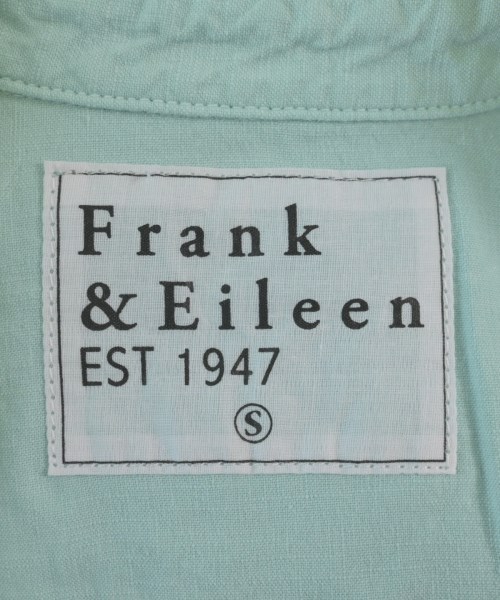 Frank
& Eileen
EST 1947
S